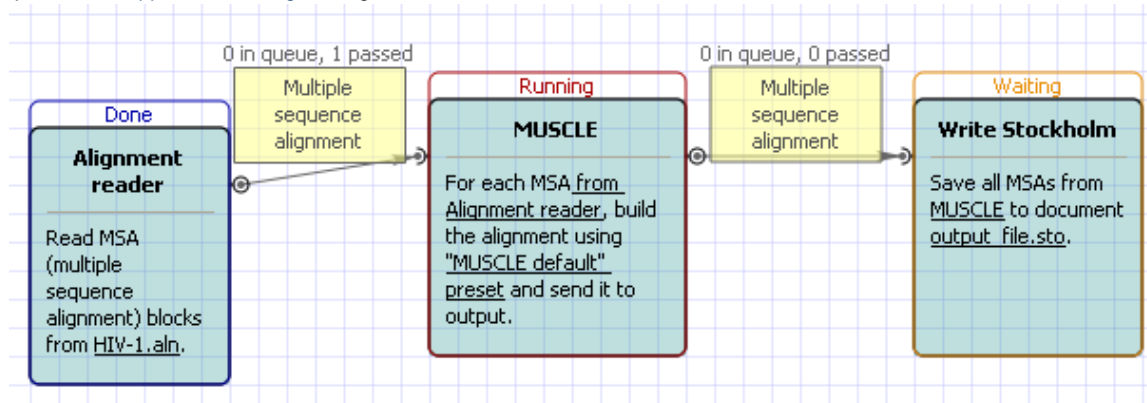 0 in queue, 1 passed
Multiple
sequence
alignment
0 in queue, 0 passed
Multiple
sequence
alignment
Done
Alignment
reader
Read MSA
(multiple
sequence
alignment) blocks
from HIV-1.aln.
Running
MUSCLE
For each MSA from
Alignment reader, build
the alignment using
"MUSCLE default"
preset and send it to
output.
Waiting
Write Stockholm
Save all MSAs from
MUSCLE to document
output_file.sto.